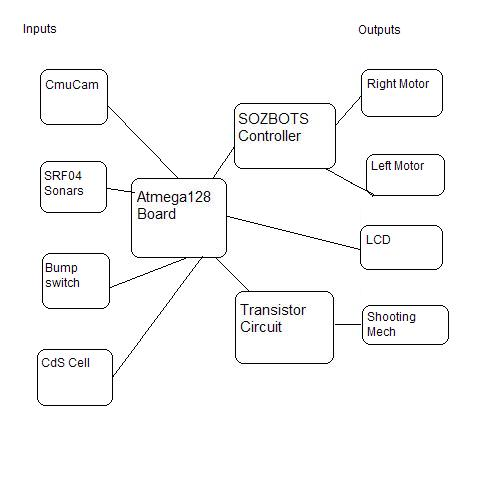 Inputs
Outputs
CmuCam
SRF04
Sonars
Bump
switch
CdS Cell
Atmega128
Board
SOZBOTS
Controller
Transistor
Circuit
Right Motor
Left Motor
LCD
Shooting
Mech